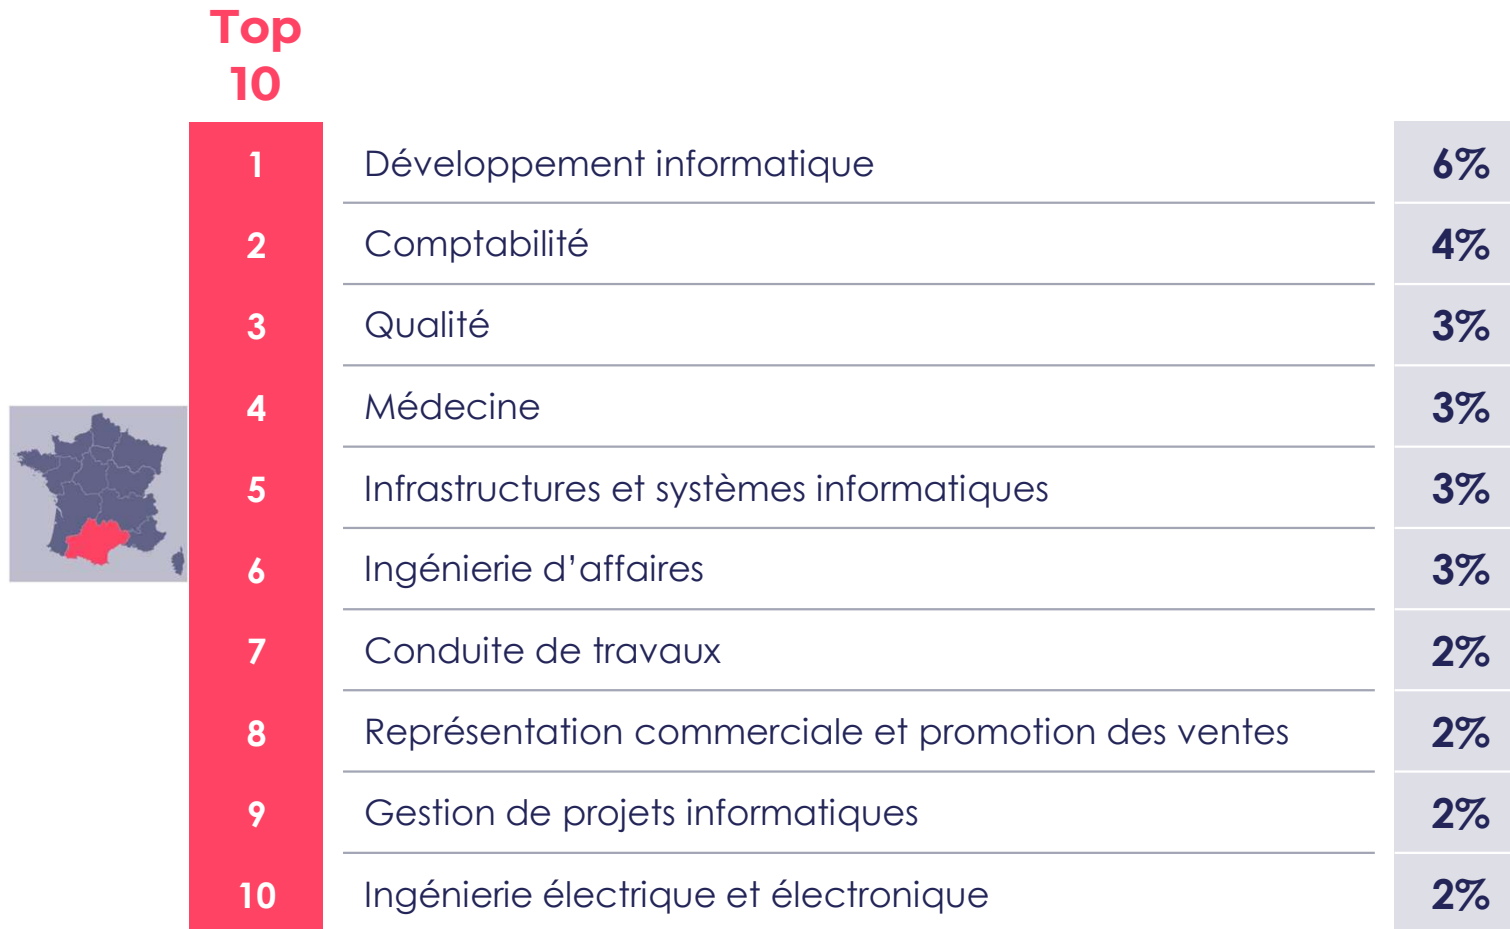 Top
10
1 Développement informatique 6%
2 Comptabilité 4%
3 Qualité 3%
4 Médecine 3%
5 Infrastructures et systèmes informatiques 3%
6 Ingénierie d’affaires 3%
7 Conduite de travaux 2%
8 Représentation commerciale et promotion des ventes 2%
9 Gestion de projets informatiques 2%
10 Ingénierie électrique et électronique 2%